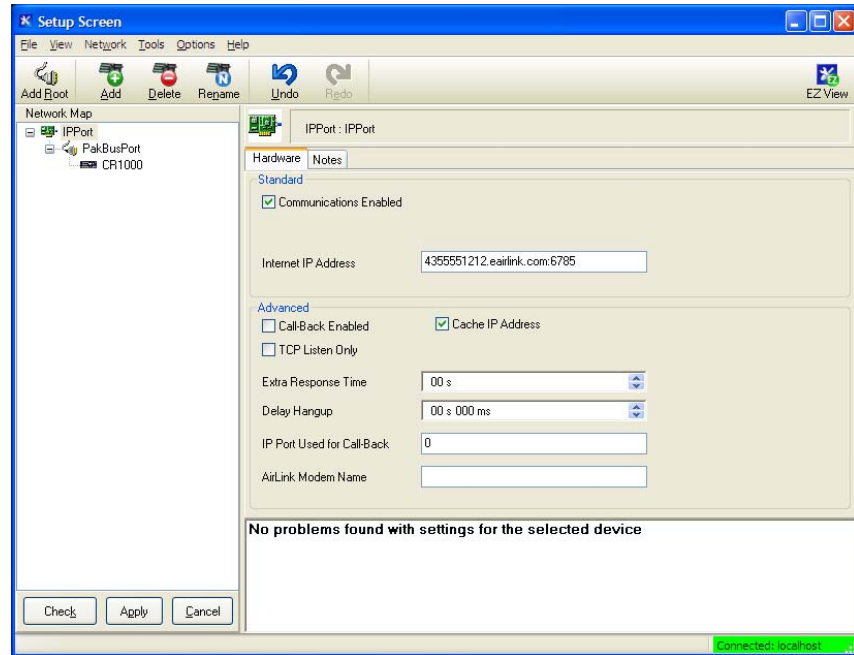 Setup Screen
File View Network Tools Options Help
Add Root Add Delete Rename Undo Redo EZ View
Network Map
IPPort
PakBusPort
CR1000
IPPort : IPPort
Hardware Notes
Standard
Communications Enabled
Internet IP Address 4355551212.eairlink.com:6785
Advanced
Call-Back Enabled Cache IP Address
TCP Listen Only
Extra Response Time 00 s
Delay Hangup 00 s 000 ms
IP Port Used for Call-Back 0
AirLink Modem Name
No problems found with settings for the selected device
Check Apply Cancel
Connected: localhost